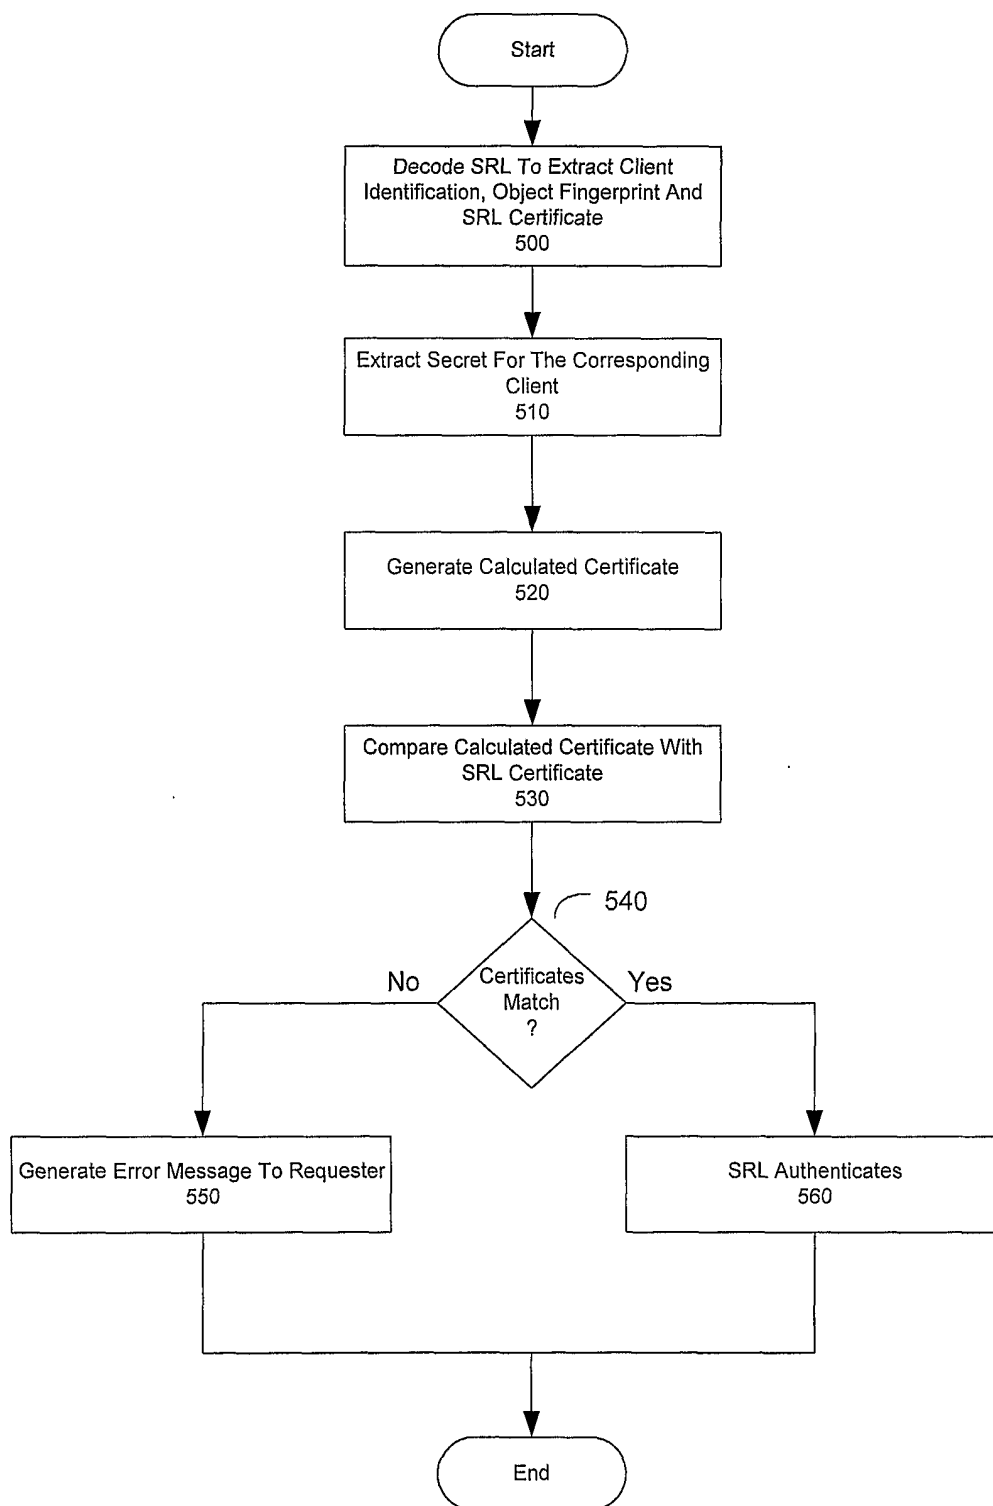 Start
Decode SRL To Extract Client
Identification, Object Fingerprint And
SRL Certificate
500
Extract Secret For The Corresponding
Client
510
Generate Calculated Certificate
520
Compare Calculated Certificate With
SRL Certificate
530
540
No
Certificates
Match
?
Yes
Generate Error Message To Requester
550
SRL Authenticates
560
End